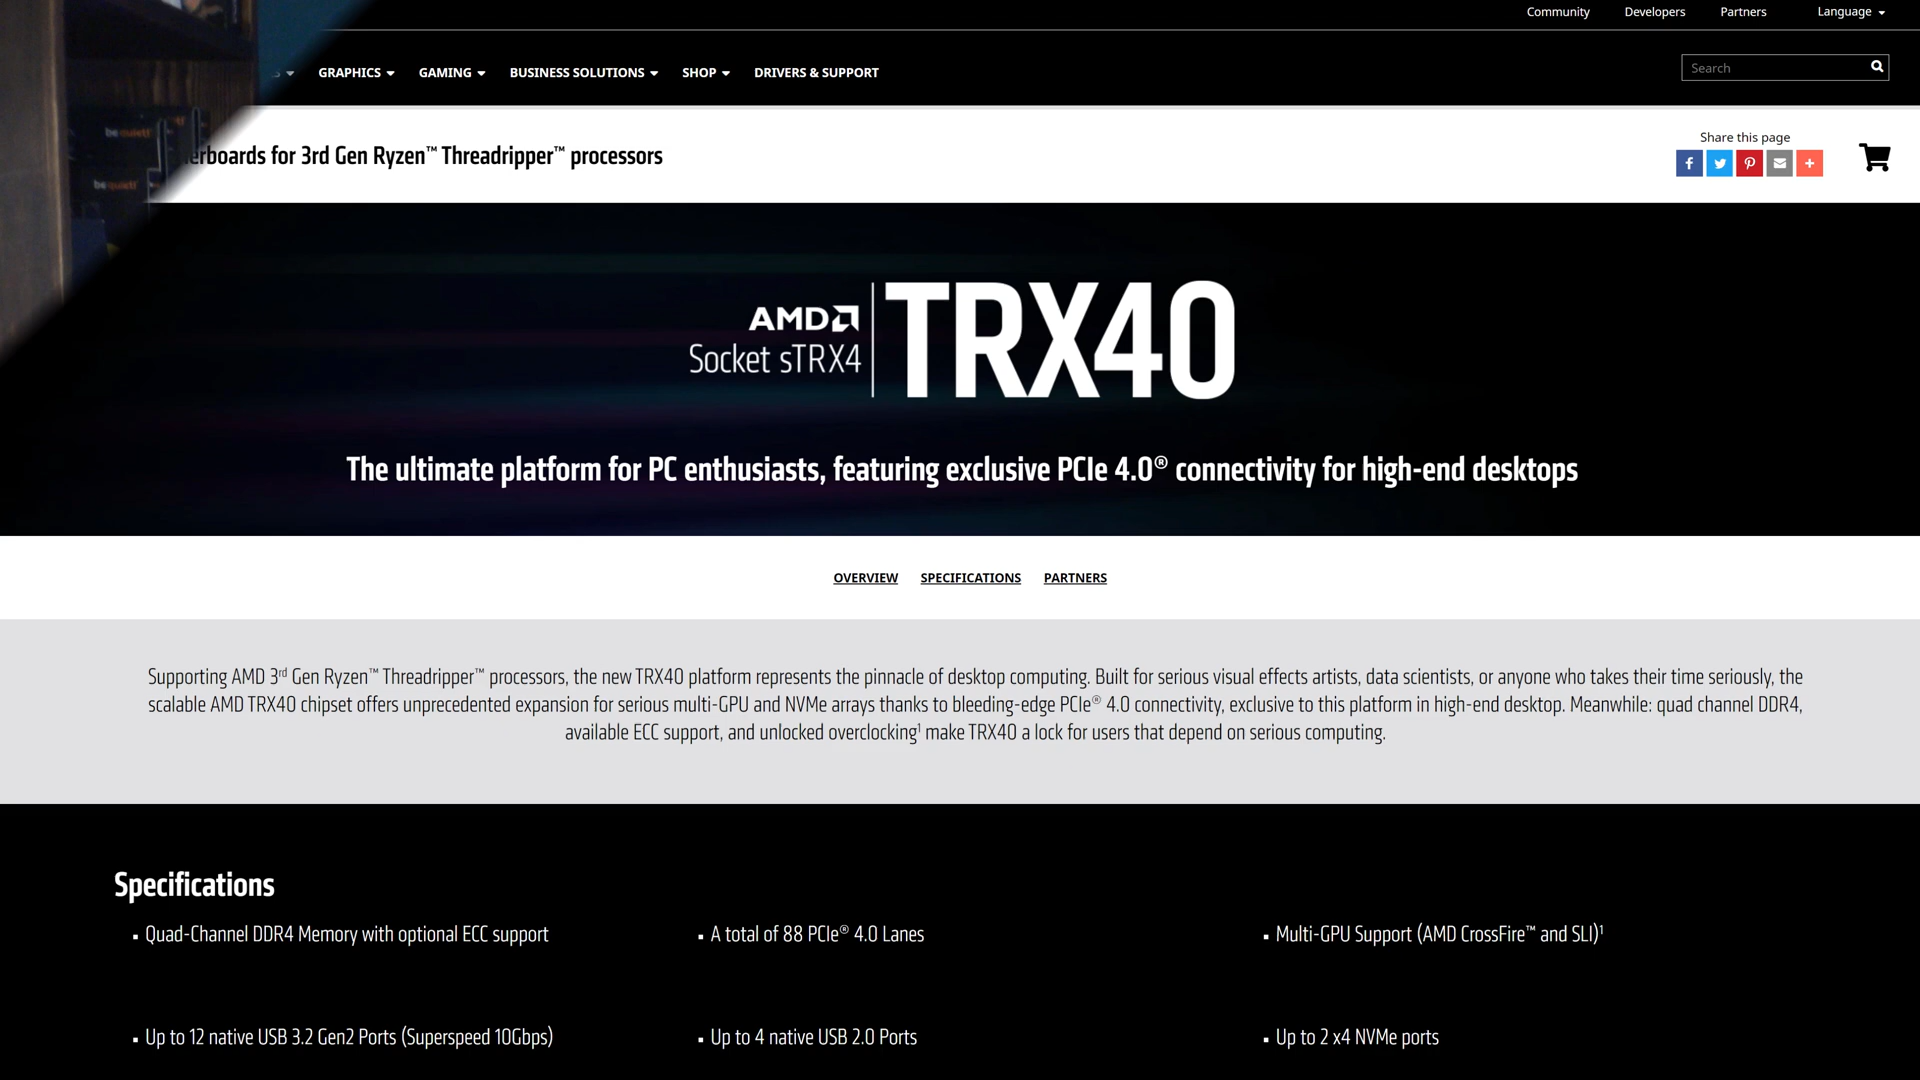 Community Developers Partners Language
GRAPHICS GAMING BUSINESS SOLUTIONS SHOP DRIVERS & SUPPORT
Search
for 3rd Gen Ryzen™ Threadripper™ processors
Share this page
be quiet!
be quiet!
AMD
Socket sTRX4
TRX40
The ultimate platform for PC enthusiasts, featuring exclusive PCIe 4.0® connectivity for high-end desktops
OVERVIEW SPECIFICATIONS PARTNERS
Supporting AMD 3rd Gen Ryzen™ Threadripper™ processors, the new TRX40 platform represents the pinnacle of desktop computing. Built for serious visual effects artists, data scientists, or anyone who takes their time seriously, the
scalable AMD TRX40 chipset offers unprecedented expansion for serious multi-GPU and NVMe arrays thanks to bleeding-edge PCIe® 4.0 connectivity, exclusive to this platform in high-end desktop. Meanwhile: quad channel DDR4,
available ECC support, and unlocked overclocking¹ make TRX40 a lock for users that depend on serious computing.
Specifications
▪ Quad-Channel DDR4 Memory with optional ECC support
▪ A total of 88 PCIe® 4.0 Lanes
▪ Multi-GPU Support (AMD CrossFire™ and SLI)¹
▪ Up to 12 native USB 3.2 Gen2 Ports (Superspeed 10Gbps)
▪ Up to 4 native USB 2.0 Ports
▪ Up to 2 x4 NVMe ports